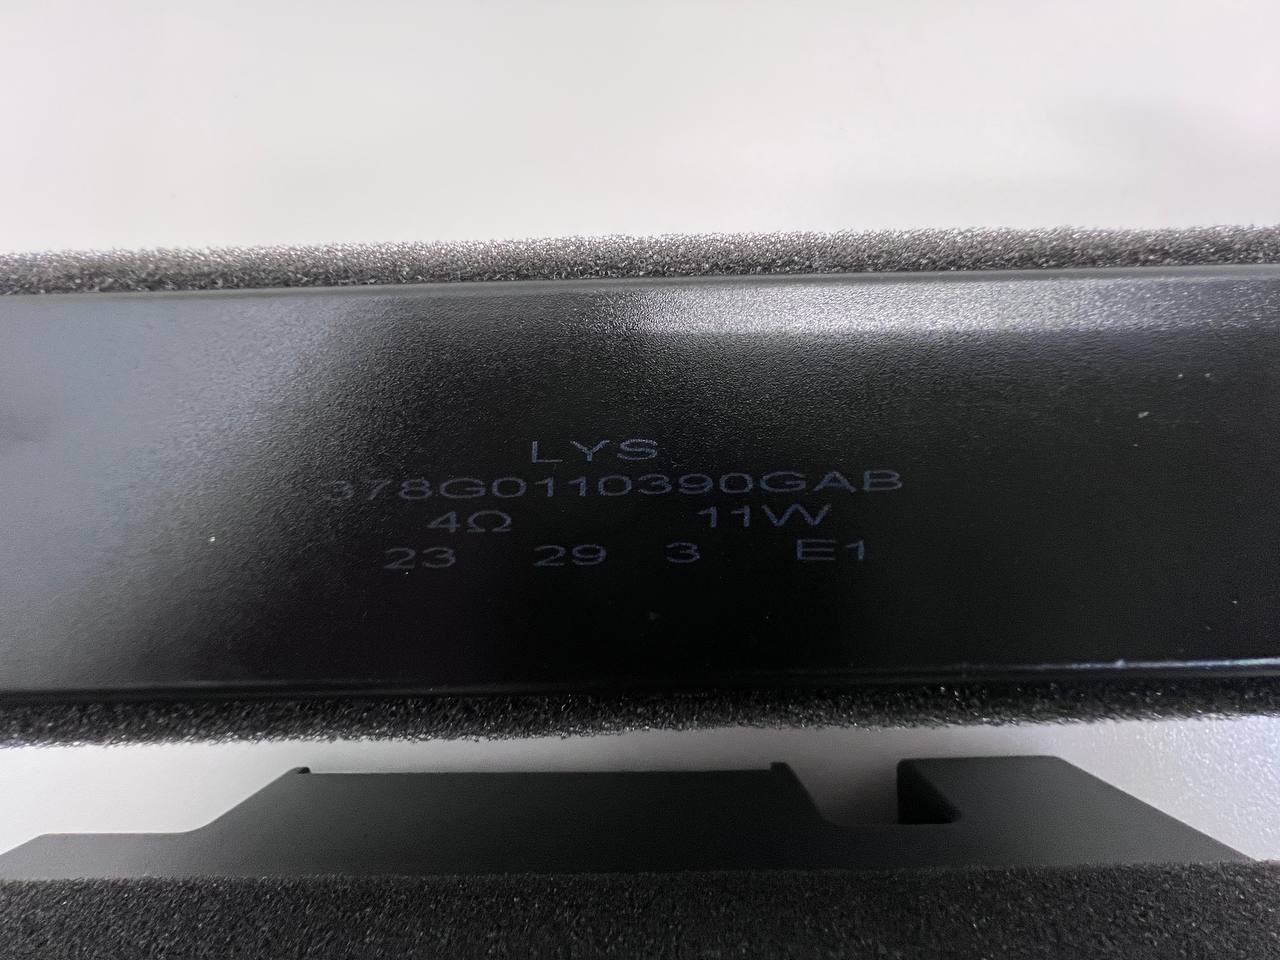 LYS
378G0110390GAB
4Ω 11W
23 29 3 E1